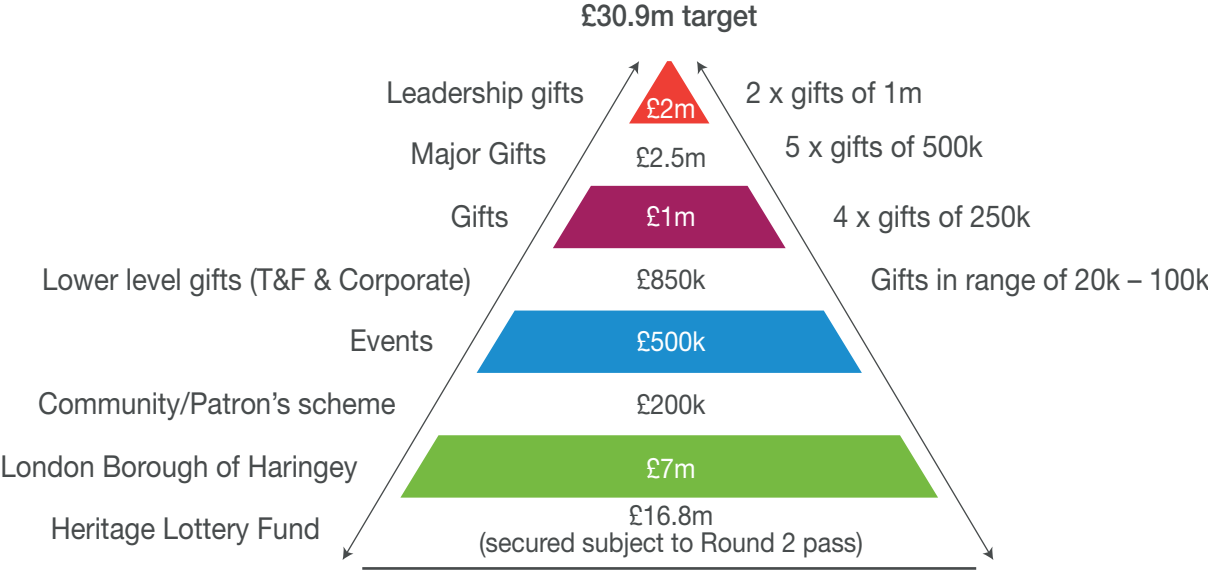 £30.9m target
Leadership gifts £2m 2 x gifts of 1m
Major Gifts £2.5m 5 x gifts of 500k
Gifts £1m 4 x gifts of 250k
Lower level gifts (T&F & Corporate) £850k Gifts in range of 20k – 100k
Events £500k
Community/Patron’s scheme £200k
London Borough of Haringey £7m
Heritage Lottery Fund £16.8m
(secured subject to Round 2 pass)